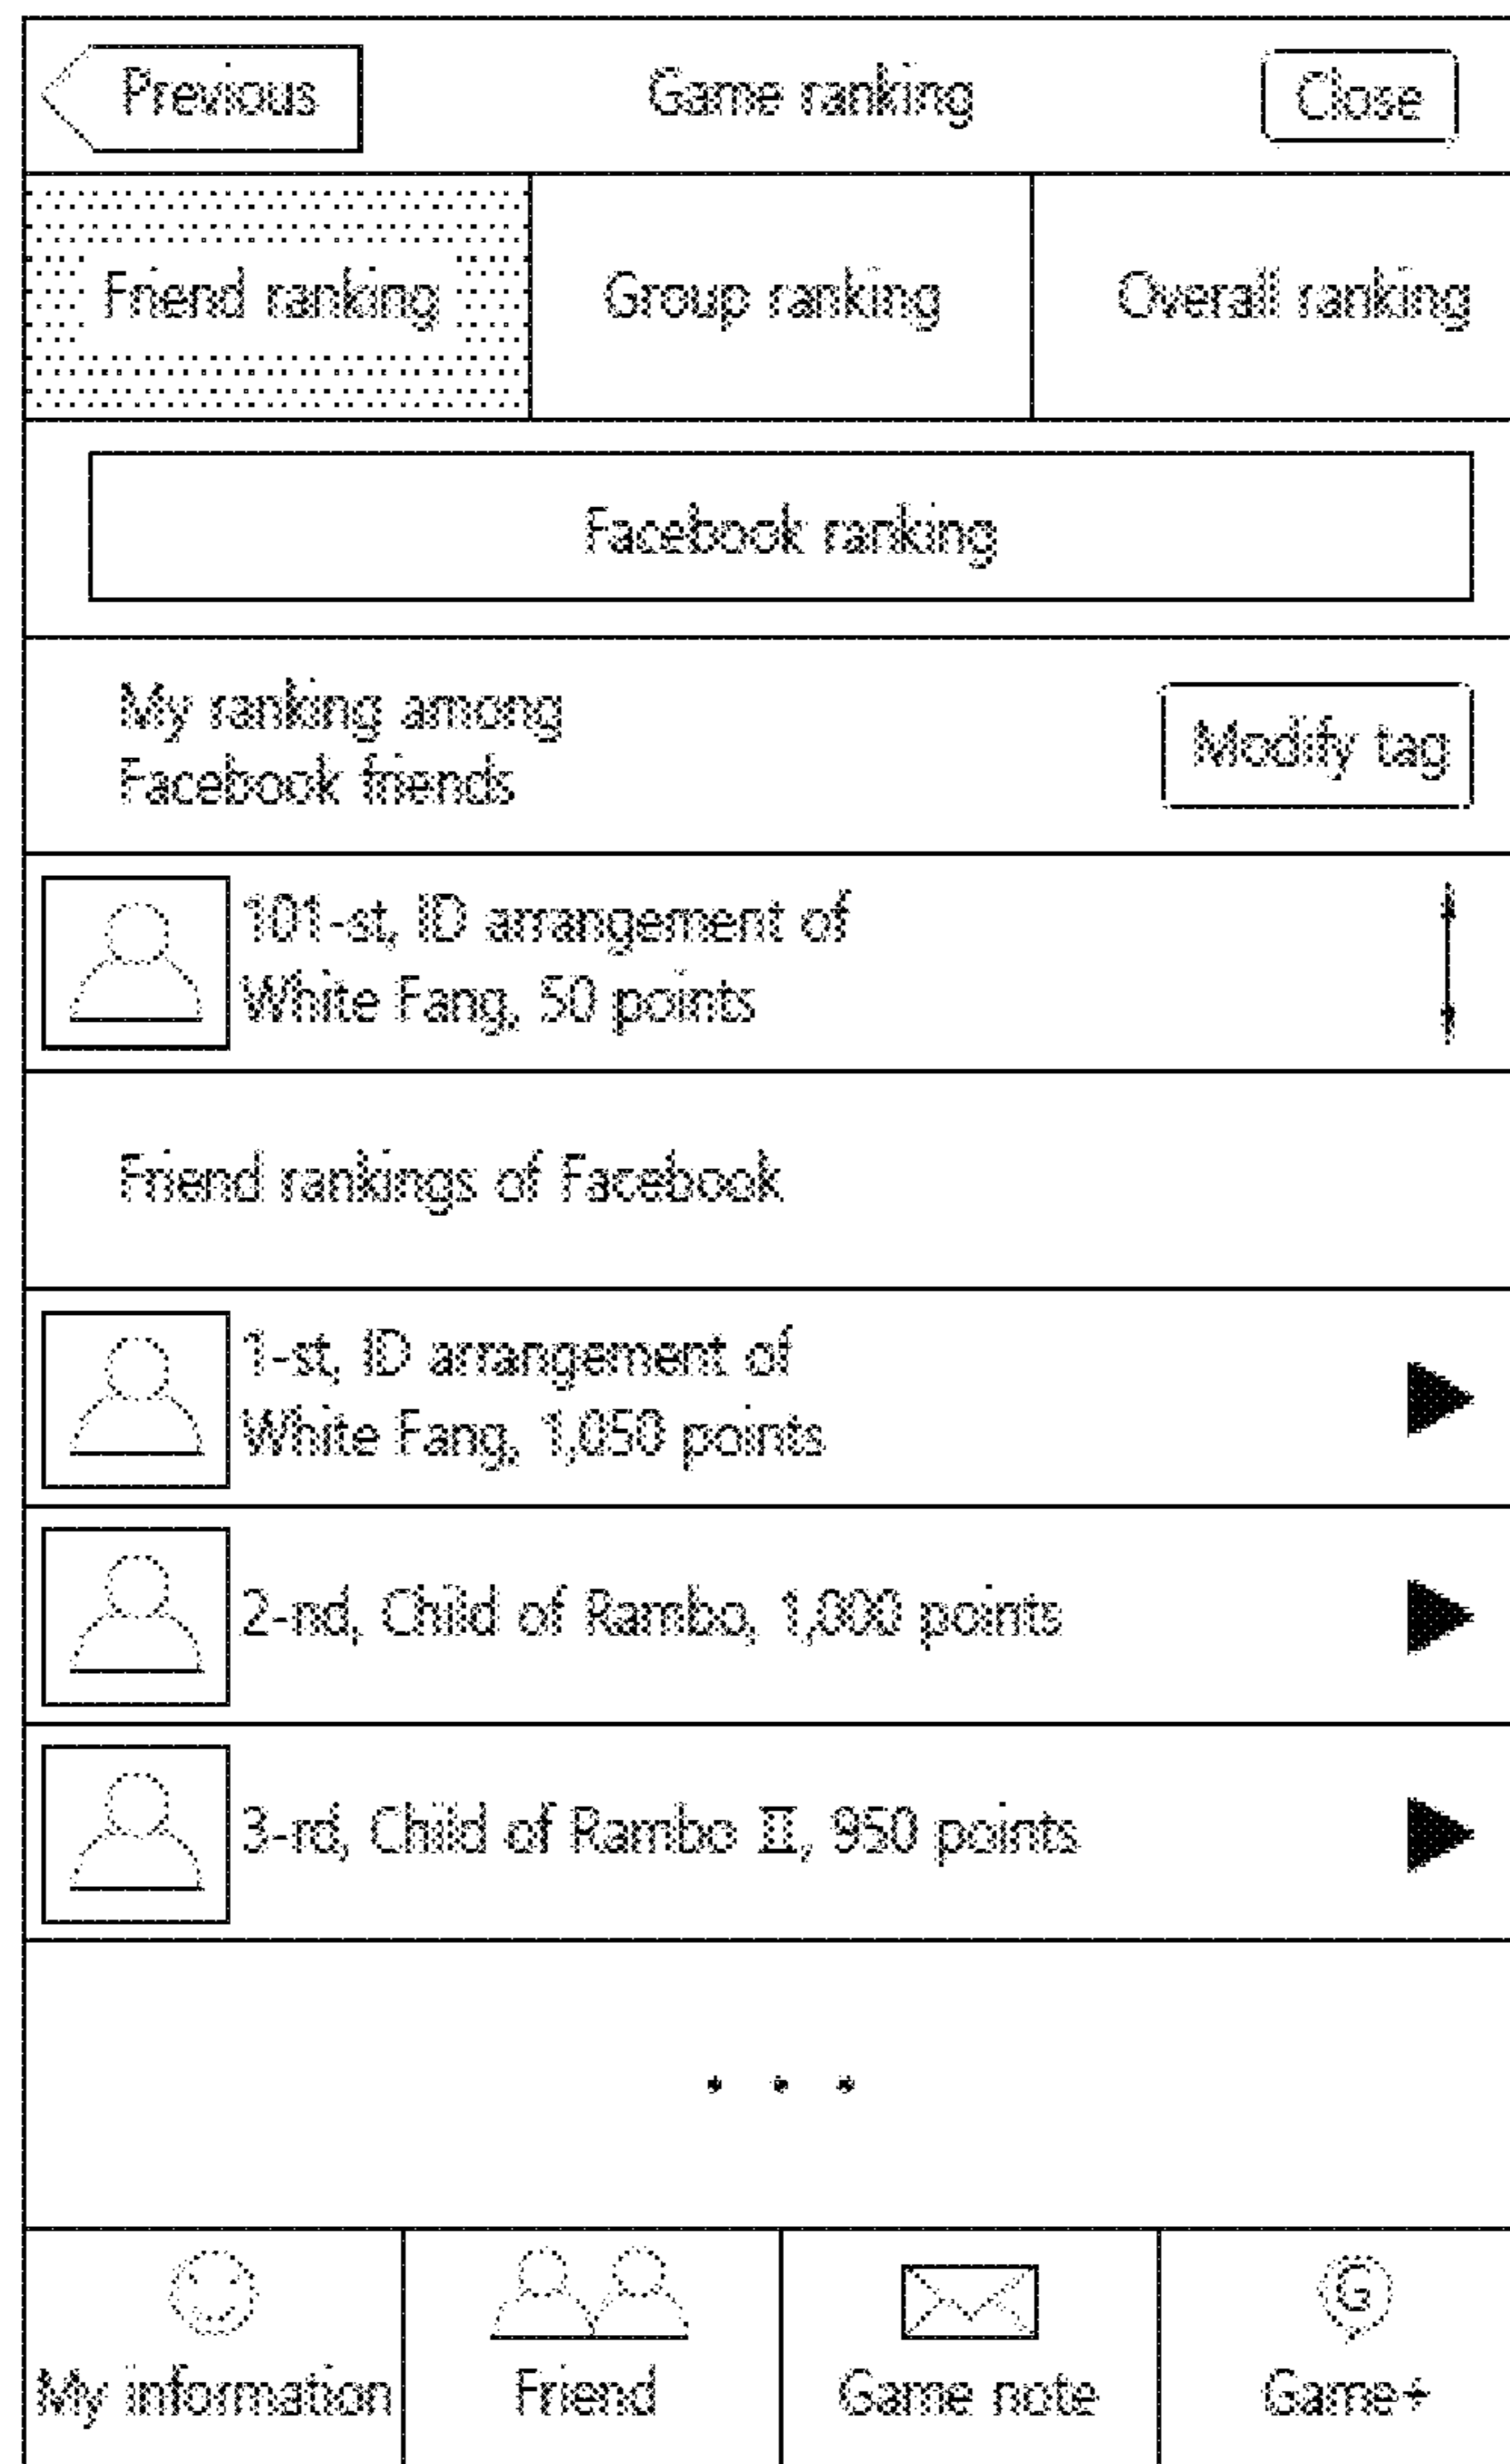 Previous
Game ranking
Close
Friend ranking
Group ranking
Overall ranking
Facebook ranking
My ranking among
Facebook friends
Modify tag
101-st, ID arrangement of
White Fang, 50 points
Friend rankings of Facebook
1-st, ID arrangement of
White Fang, 1,050 points
2-nd, Child of Rambo, 1,000 points
3-rd, Child of Rambo Ⅱ, 950 points
• • •
G
My information
Friend
Game note
Game+